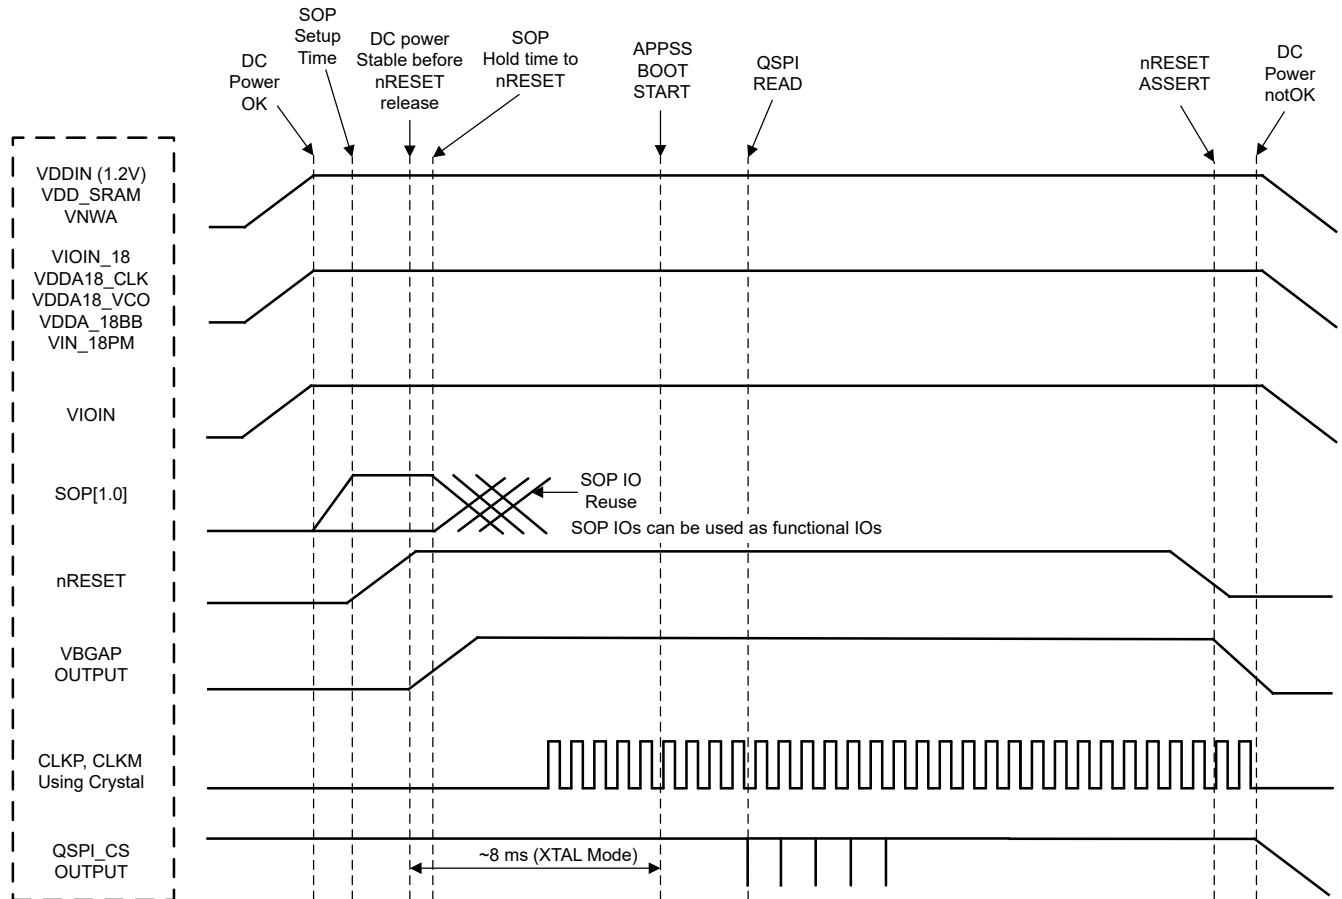 SOP
Setup
Time
DC
Power
OK
DC power
Stable before
nRESET
release
SOP
Hold time to
nRESET
APPSS
BOOT
START
QSPI
READ
nRESET
ASSERT
DC
Power
notOK
VDDIN (1.2V)
VDD_SRAM
VNWA
VIOIN_18
VDDA18_CLK
VDDA18_VCO
VDDA_18BB
VIN_18PM
VIOIN
SOP[1.0]
SOP IO
Reuse
SOP IOs can be used as functional IOs
nRESET
VBGAP
OUTPUT
CLKP, CLKM
Using Crystal
QSPI_CS
OUTPUT
~8 ms (XTAL Mode)